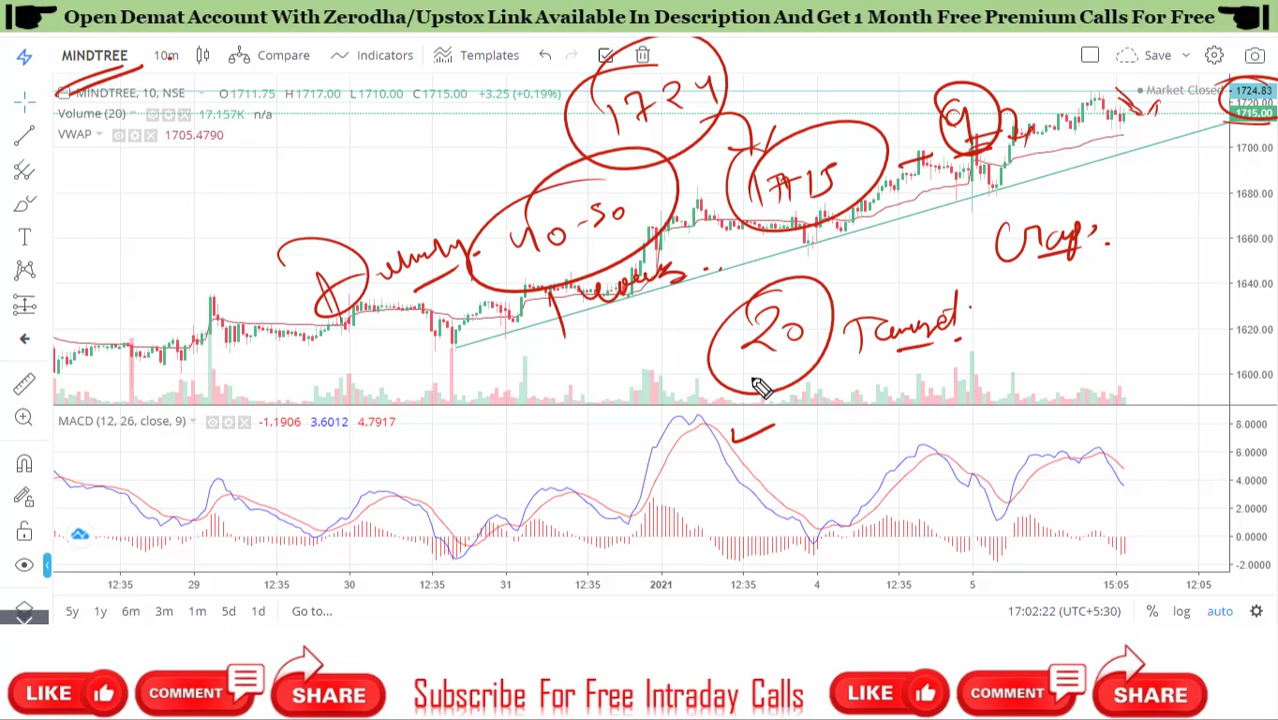 Open Demat Account With Zerodha/Upstox Link Available In Description And Get 1 Month Free Premium Calls For Free
MINDTREE 10m Compare Indicators Templates Save
MINDTREE, 10, NSE O1711.75 H1717.00 L1710.00 C1715.00 +3.25 (+0.19%)
Market Closed 1724.83
1720.00
Volume (20) 17.157K n/a
1715.00
VWAP 1705.4790
1724
1715
9
40-50
20
Target
1700.00
1680.00
1660.00
1640.00
1620.00
1600.00
MACD (12, 26, close, 9) -1.1906 3.6012 4.7917
8.0000
6.0000
4.0000
2.0000
0.0000
-2.0000
12:35 29 12:35 30 12:35 31 12:35 2021 12:35 4 12:35 5 15:05 12:05
5y 1y 6m 3m 1m 5d 1d Go to... 17:02:22 (UTC+5:30) % log auto
LIKE COMMENT SHARE Subscribe For Free Intraday Calls LIKE COMMENT SHARE